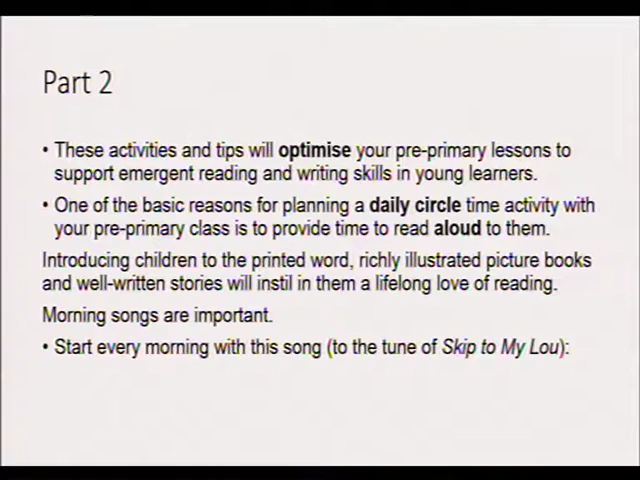 Part 2
• These activities and tips will optimise your pre-primary lessons to
support emergent reading and writing skills in young learners.
• One of the basic reasons for planning a daily circle time activity with
your pre-primary class is to provide time to read aloud to them.
Introducing children to the printed word, richly illustrated picture books
and well-written stories will instil in them a lifelong love of reading.
Morning songs are important.
• Start every morning with this song (to the tune of Skip to My Lou):